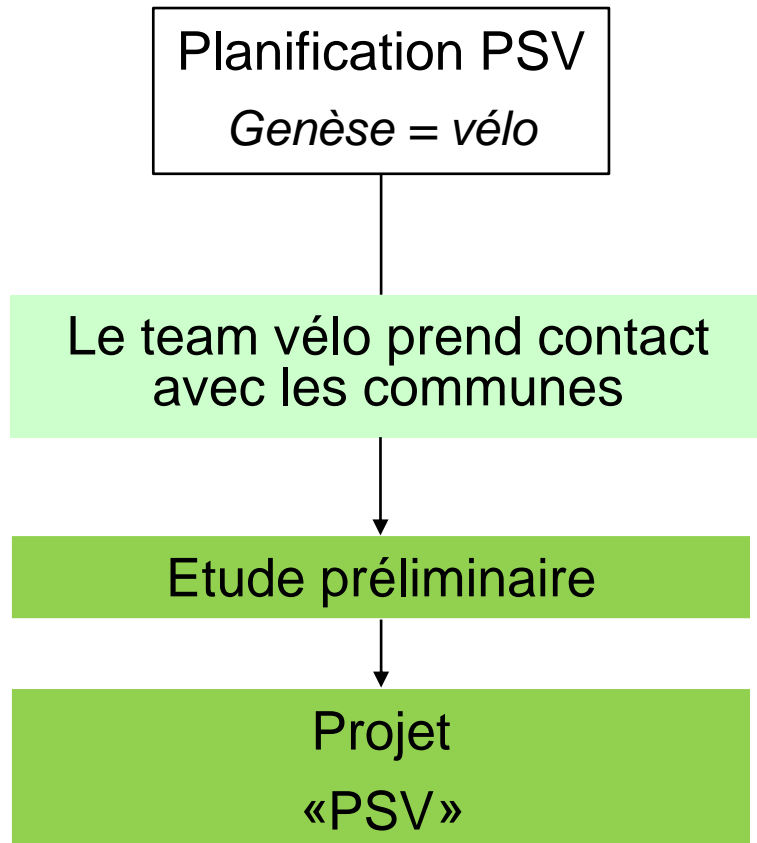 Planification PSV
Genèse = vélo
Le team vélo prend contact
avec les communes
Etude préliminaire
Projet
«PSV»